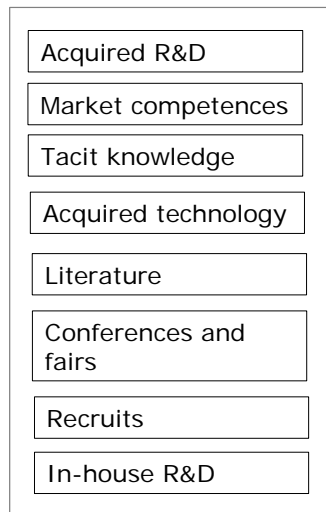 Acquired R&D
Market competences
Tacit knowledge
Acquired technology
Literature
Conferences and
fairs
Recruits
In-house R&D